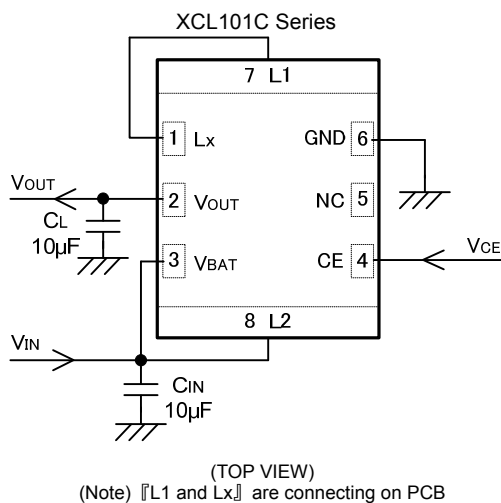 XCL101C Series
7 L1
1 Lx
GND 6
VOUT
2 VOUT
NC 5
CL
10μF
3 VBAT
CE 4
VCE
8 L2
VIN
CIN
10μF
(TOP VIEW)
(Note) 『L1 and Lx』 are connecting on PCB